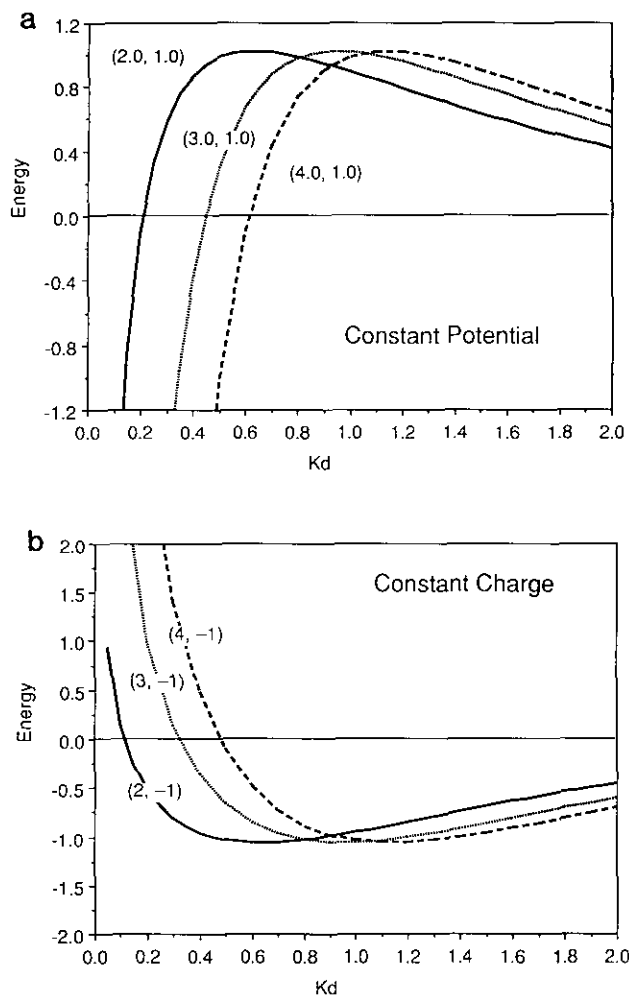 a
1.2
(2.0, 1.0)
0.8
(3.0, 1.0)
0.4
(4.0, 1.0)
Energy
0.0
-0.4
Constant Potential
-0.8
-1.2
0.0 0.2 0.4 0.6 0.8 1.0 1.2 1.4 1.6 1.8 2.0
Kd
b
2.0
Constant Charge
1.5
(4, –1)
1.0
(3, –1)
0.5
Energy
0.0
(2, –1)
-0.5
-1.0
-1.5
-2.0
0.0 0.2 0.4 0.6 0.8 1.0 1.2 1.4 1.6 1.8 2.0
Kd